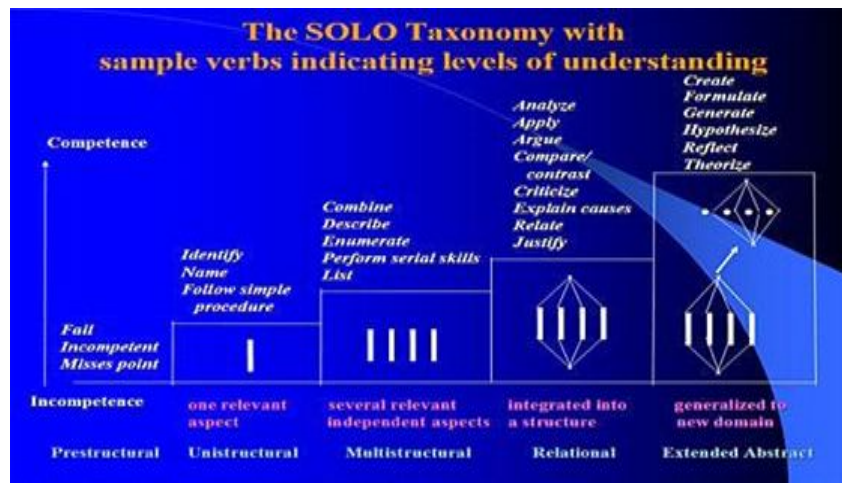 The SOLO Taxonomy with
sample verbs indicating levels of understanding
Competence
Fail
Incompetent
Misses point
Identify
Name
Follow simple
procedure
Combine
Describe
Enumerate
Perform serial skills
List
Analyze
Apply
Argue
Compare/
contrast
Criticize
Explain causes
Relate
Justify
Create
Formulate
Generate
Hypothesize
Reflect
Theorize
Incompetence
one relevant
aspect
several relevant
independent aspects
integrated into
a structure
generalized to
new domain
Prestructural
Unistructural
Multistructural
Relational
Extended Abstract